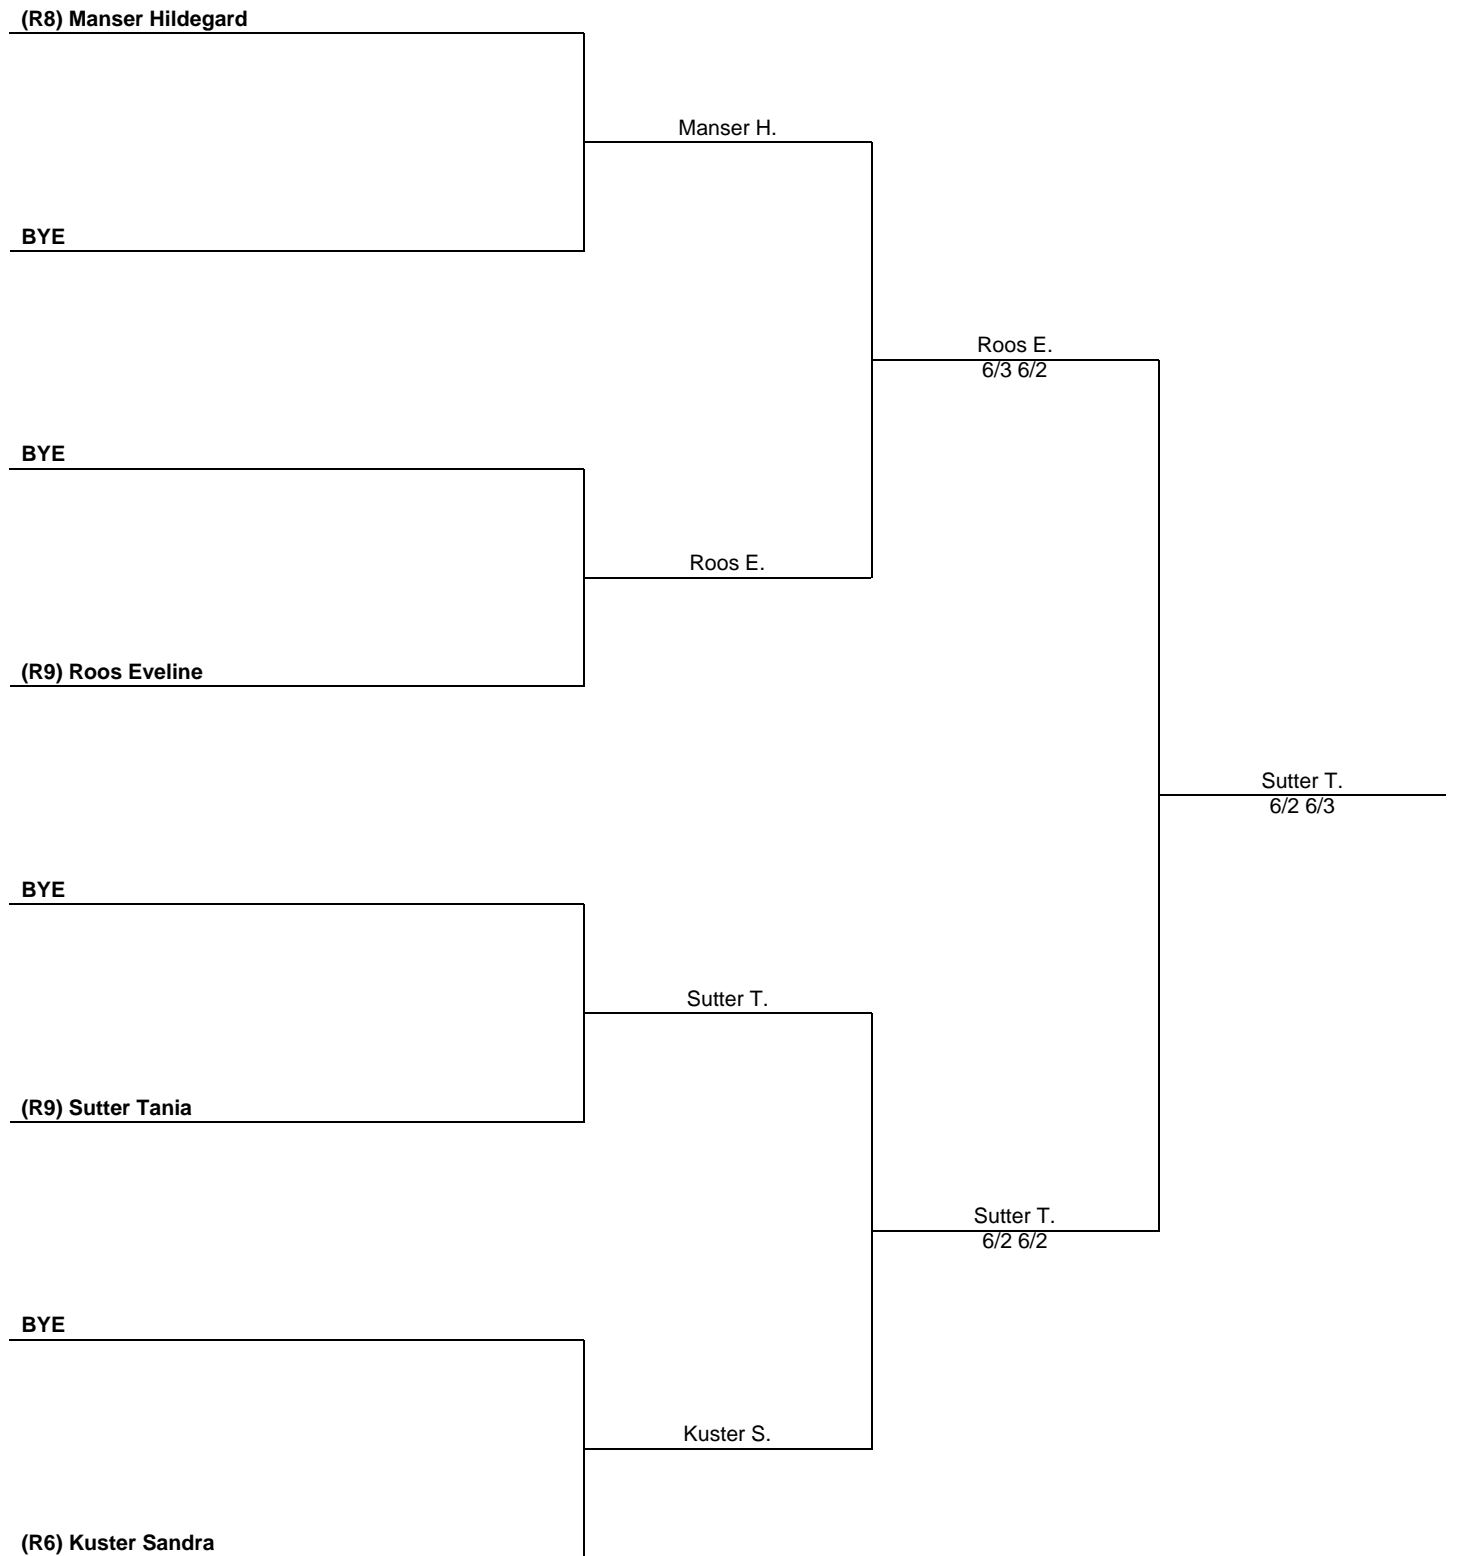 (R8) Manser Hildegard
Manser H.
BYE
Roos E.
6/3 6/2
BYE
Roos E.
(R9) Roos Eveline
Sutter T.
6/2 6/3
BYE
Sutter T.
(R9) Sutter Tania
Sutter T.
6/2 6/2
BYE
Kuster S.
(R6) Kuster Sandra